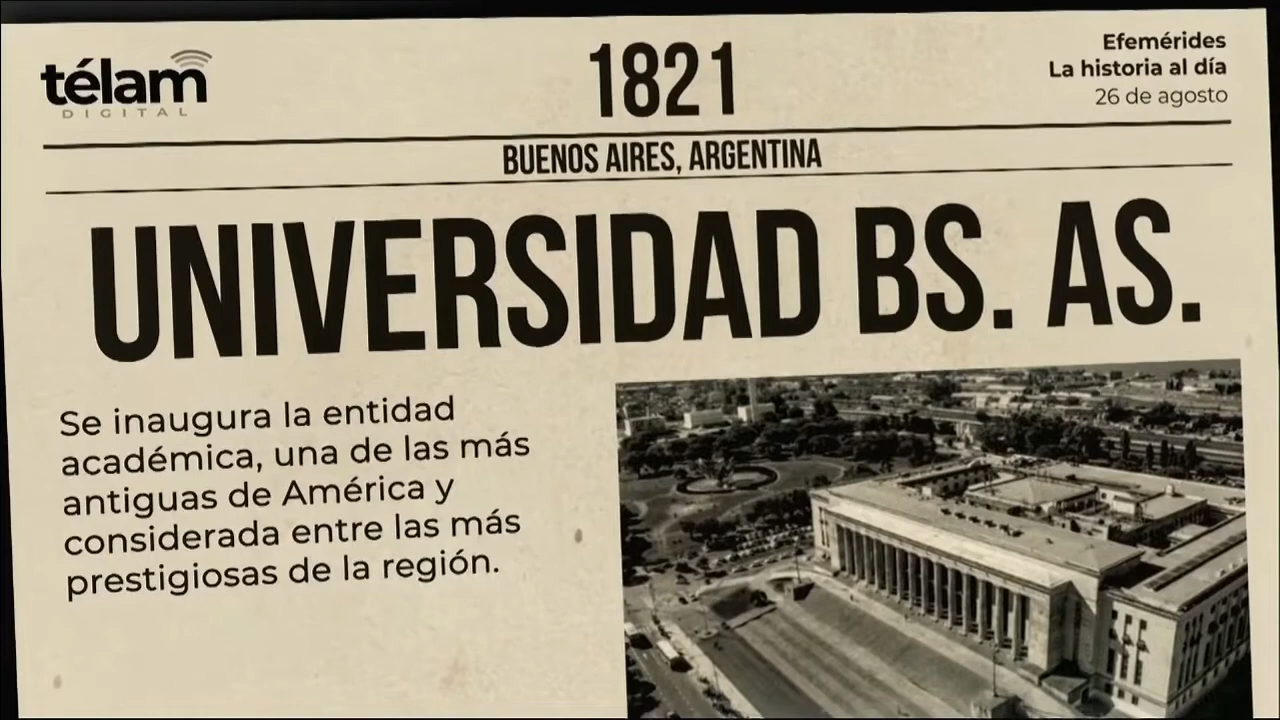 télam
DIGITAL
1821
Efemérides
La historia al día
26 de agosto
BUENOS AIRES, ARGENTINA
UNIVERSIDAD BS. AS.
Se inaugura la entidad
académica, una de las más
antiguas de América y
considerada entre las más
prestigiosas de la región.